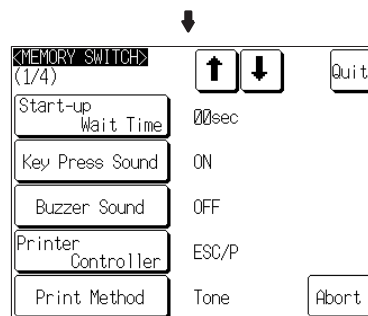 <MEMORY SWITCH>
(1/4)
Quit
Start-up
Wait Time
00sec
Key Press Sound
ON
Buzzer Sound
OFF
Printer
Controller
ESC/P
Print Method
Tone
Abort